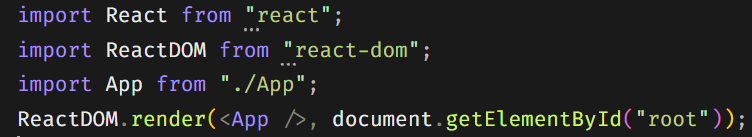 import React from "react";
import ReactDOM from "react-dom";
import App from "./App";
ReactDOM.render(<App />, document.getElementById("root"));